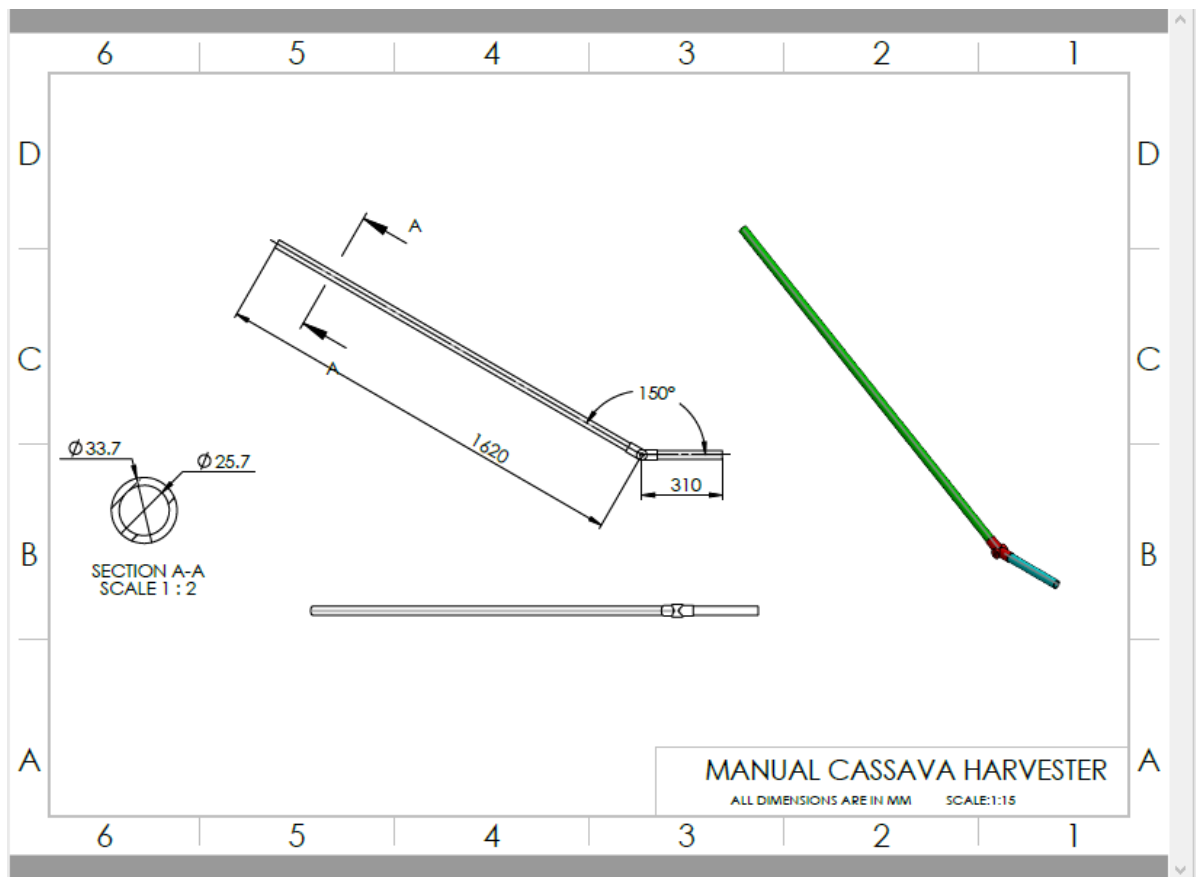 6 5 4 3 2 1
D D
A
C C
A
150°
1620
Ø33.7
Ø25.7
310
B B
SECTION A-A
SCALE 1 : 2
A A
MANUAL CASSAVA HARVESTER
ALL DIMENSIONS ARE IN MM SCALE:1:15
6 5 4 3 2 1